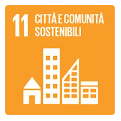 11 CITTÀ E COMUNITÀ
SOSTENIBILI